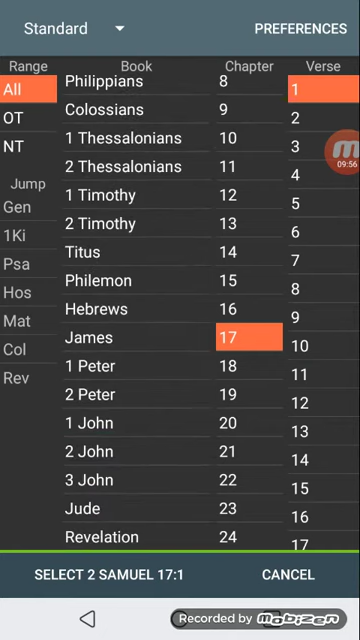 Standard
PREFERENCES
Range
Book
Chapter
Verse
All
OT
NT
Jump
Gen
1Ki
Psa
Hos
Mat
Col
Rev
Philippians
Colossians
1 Thessalonians
2 Thessalonians
1 Timothy
2 Timothy
Titus
Philemon
Hebrews
James
1 Peter
2 Peter
1 John
2 John
3 John
Jude
Revelation
8
9
10
11
12
13
14
15
16
17
18
19
20
21
22
23
24
1
2
3
4
5
6
7
8
9
10
11
12
13
14
15
16
17
09:56
SELECT 2 SAMUEL 17:1
CANCEL
Recorded by mobizen